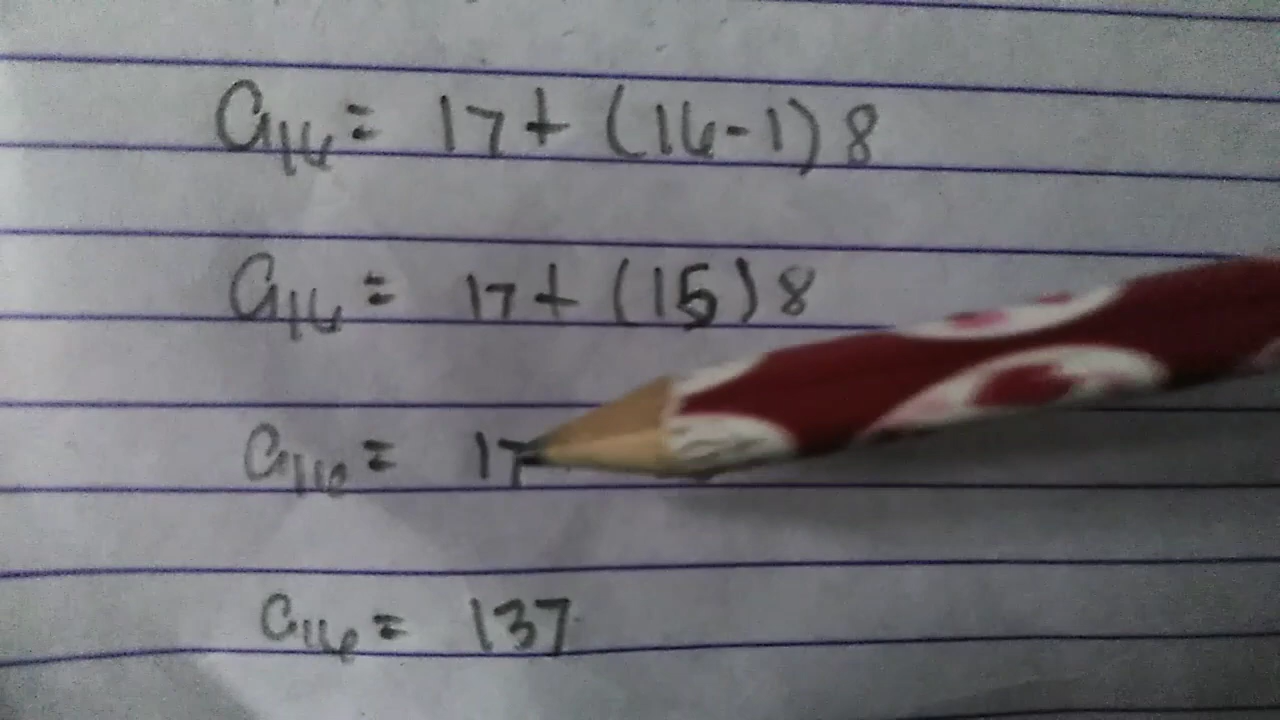 a16 = 17 + (16-1) 8
a16 = 17 + (15) 8
a16 = 17
a16 = 137